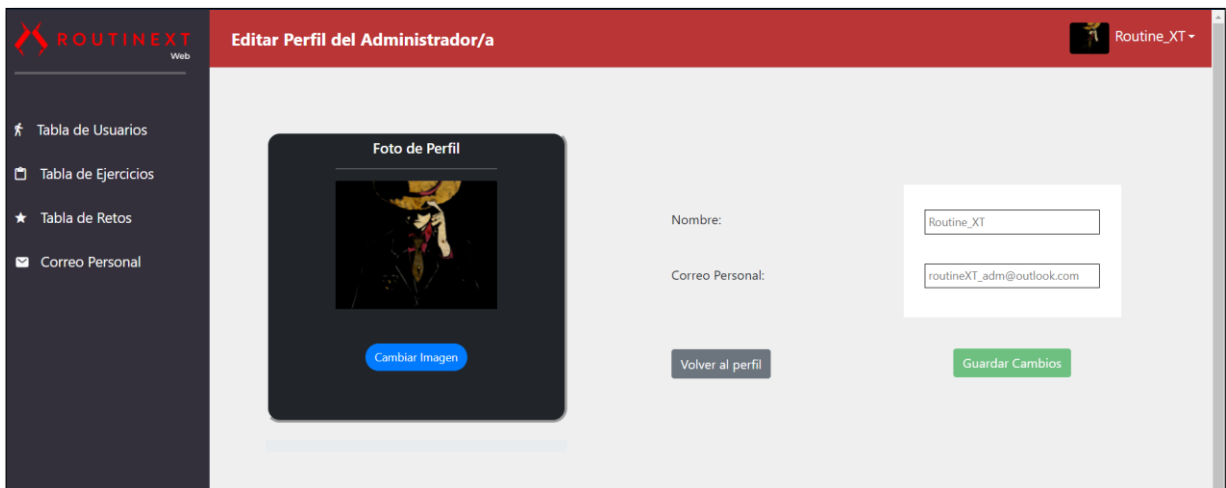 ROUTINEXT
Web
Editar Perfil del Administrador/a
Routine_XT
Tabla de Usuarios
Tabla de Ejercicios
Tabla de Retos
Correo Personal
Foto de Perfil
Cambiar Imagen
Nombre:
Routine_XT
Correo Personal:
routineXT_adm@outlook.com
Volver al perfil
Guardar Cambios